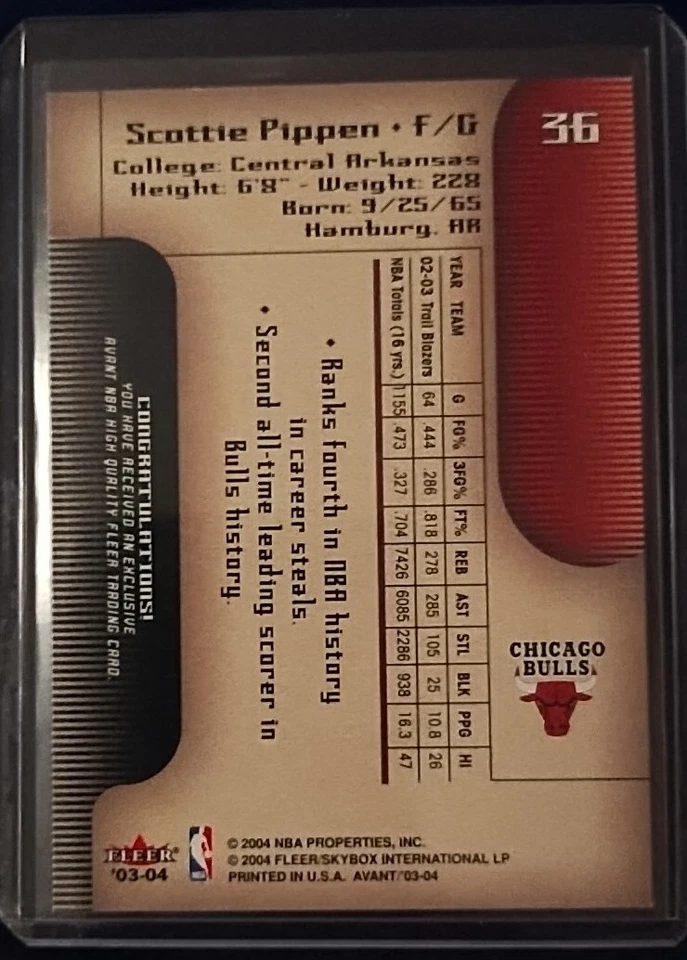 36
Scottie Pippen • F/G
College: Central Arkansas
Height: 6'8" - Weight: 228
Born: 9/25/65
Hamburg, AR
YEAR TEAM G FG% 3FG% FT% REB AST STL BLK PPG HI
02-03 Trail Blazers 64 .444 .286 .818 278 285 105 25 10.8 26
NBA Totals (16 yrs.) 1155 .473 .327 .704 7426 6085 2286 938 16.3 47
• Ranks fourth in NBA history
in career steals.
• Second all-time leading scorer in
Bulls history.
CONGRATULATIONS!
YOU HAVE RECEIVED AN EXCLUSIVE
AVANT NBA HIGH QUALITY FLEER TRADING CARD.
CHICAGO
BULLS
FLEER
'03-04
© 2004 NBA PROPERTIES, INC.
© 2004 FLEER/SKYBOX INTERNATIONAL LP
PRINTED IN U.S.A. AVANT/'03-04